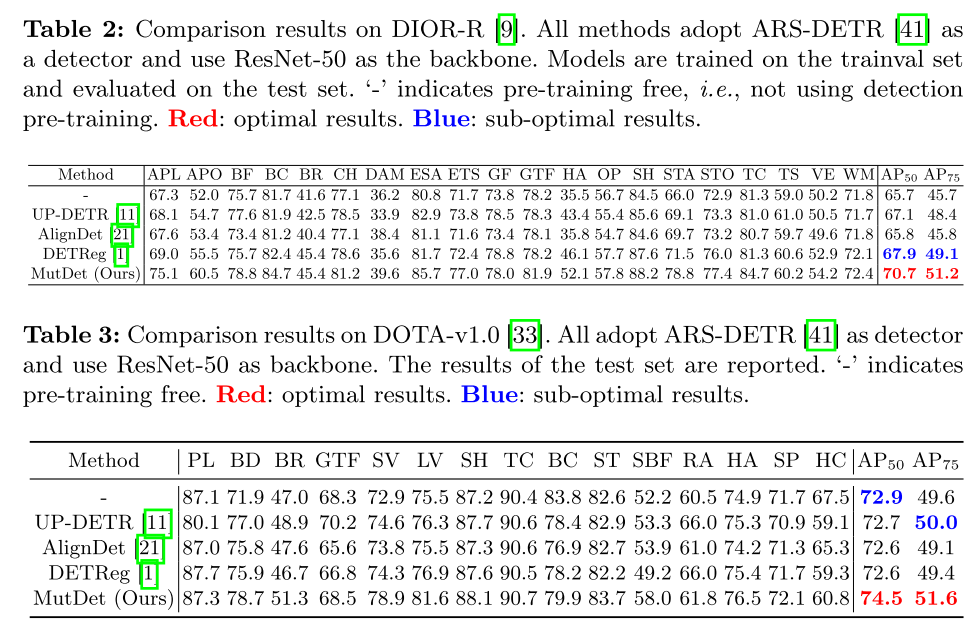 Table 2: Comparison results on DIOR-R [9]. All methods adopt ARS-DETR [41] as
a detector and use ResNet-50 as the backbone. Models are trained on the trainval set
and evaluated on the test set. ‘-’ indicates pre-training free, i.e., not using detection
pre-training. Red: optimal results. Blue: sub-optimal results.
Method APL APO BF BC BR CH DAM ESA ETS GF GTF HA OP SH STA STO TC TS VE WM AP50 AP75
- 67.3 52.0 75.7 81.7 41.6 77.1 36.2 80.8 71.7 73.8 78.2 35.5 56.7 84.5 66.0 72.9 81.3 59.0 50.2 71.8 65.7 45.7
UP-DETR [11] 68.1 54.7 77.6 81.9 42.5 78.5 33.9 82.9 73.8 78.5 78.3 43.4 55.4 85.6 69.1 73.3 81.0 61.0 50.5 71.7 67.1 48.4
AlignDet [21] 67.6 53.4 73.4 81.2 40.4 77.1 38.4 81.1 71.6 73.4 78.1 35.8 54.7 84.6 69.7 73.2 80.7 59.7 49.6 71.8 65.8 45.8
DETReg [1] 69.0 55.5 75.7 82.4 45.4 78.6 35.6 81.7 72.4 78.8 78.2 46.1 57.7 87.6 71.5 76.0 81.3 60.6 52.9 72.1 67.9 49.1
MutDet (Ours) 75.1 60.5 78.8 84.7 45.4 81.2 39.6 85.7 77.0 78.0 81.9 52.1 57.8 88.2 78.8 77.4 84.7 60.2 54.2 72.4 70.7 51.2
Table 3: Comparison results on DOTA-v1.0 [33]. All adopt ARS-DETR [41] as detector
and use ResNet-50 as backbone. The results of the test set are reported. ‘-’ indicates
pre-training free. Red: optimal results. Blue: sub-optimal results.
Method PL BD BR GTF SV LV SH TC BC ST SBF RA HA SP HC AP50 AP75
- 87.1 71.9 47.0 68.3 72.9 75.5 87.2 90.4 83.8 82.6 52.2 60.5 74.9 71.7 67.5 72.9 49.6
UP-DETR [11] 80.1 77.0 48.9 70.2 74.6 76.3 87.7 90.6 78.4 82.9 53.3 66.0 75.3 70.9 59.1 72.7 50.0
AlignDet [21] 87.0 75.8 47.6 65.6 73.8 75.5 87.3 90.6 76.9 82.7 53.9 61.0 74.2 71.3 65.3 72.6 49.1
DETReg [1] 87.7 75.9 46.7 66.8 74.3 76.9 87.6 90.5 78.2 82.2 49.2 66.0 75.4 71.7 59.3 72.6 49.4
MutDet (Ours) 87.3 78.7 51.3 68.5 78.9 81.6 88.1 90.7 79.9 83.7 58.0 61.8 76.5 72.1 60.8 74.5 51.6